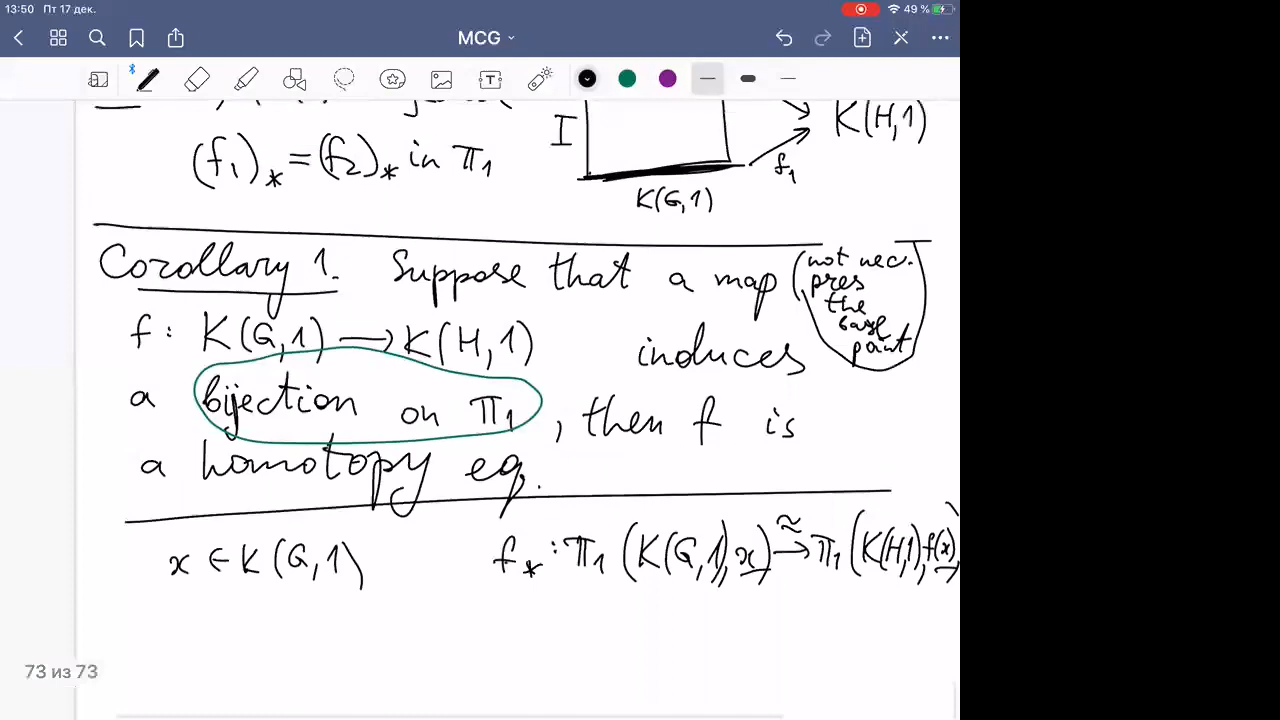 13:50 Пт 17 дек. 49 %
MCG
T
I
K(H,1)
(f₁)* = (f₂)* in π₁
f₁
K(G,1)
Corollary 1. Suppose that a map (not nec.
pres
the
base
point)
f: K(G,1) → K(H,1) induces
a bijection on π₁, then f is
a homotopy eq.
x ∈ K(G,1) f* : π₁(K(G,1), x) ≈→ π₁(K(H,1), f(x))
73 из 73